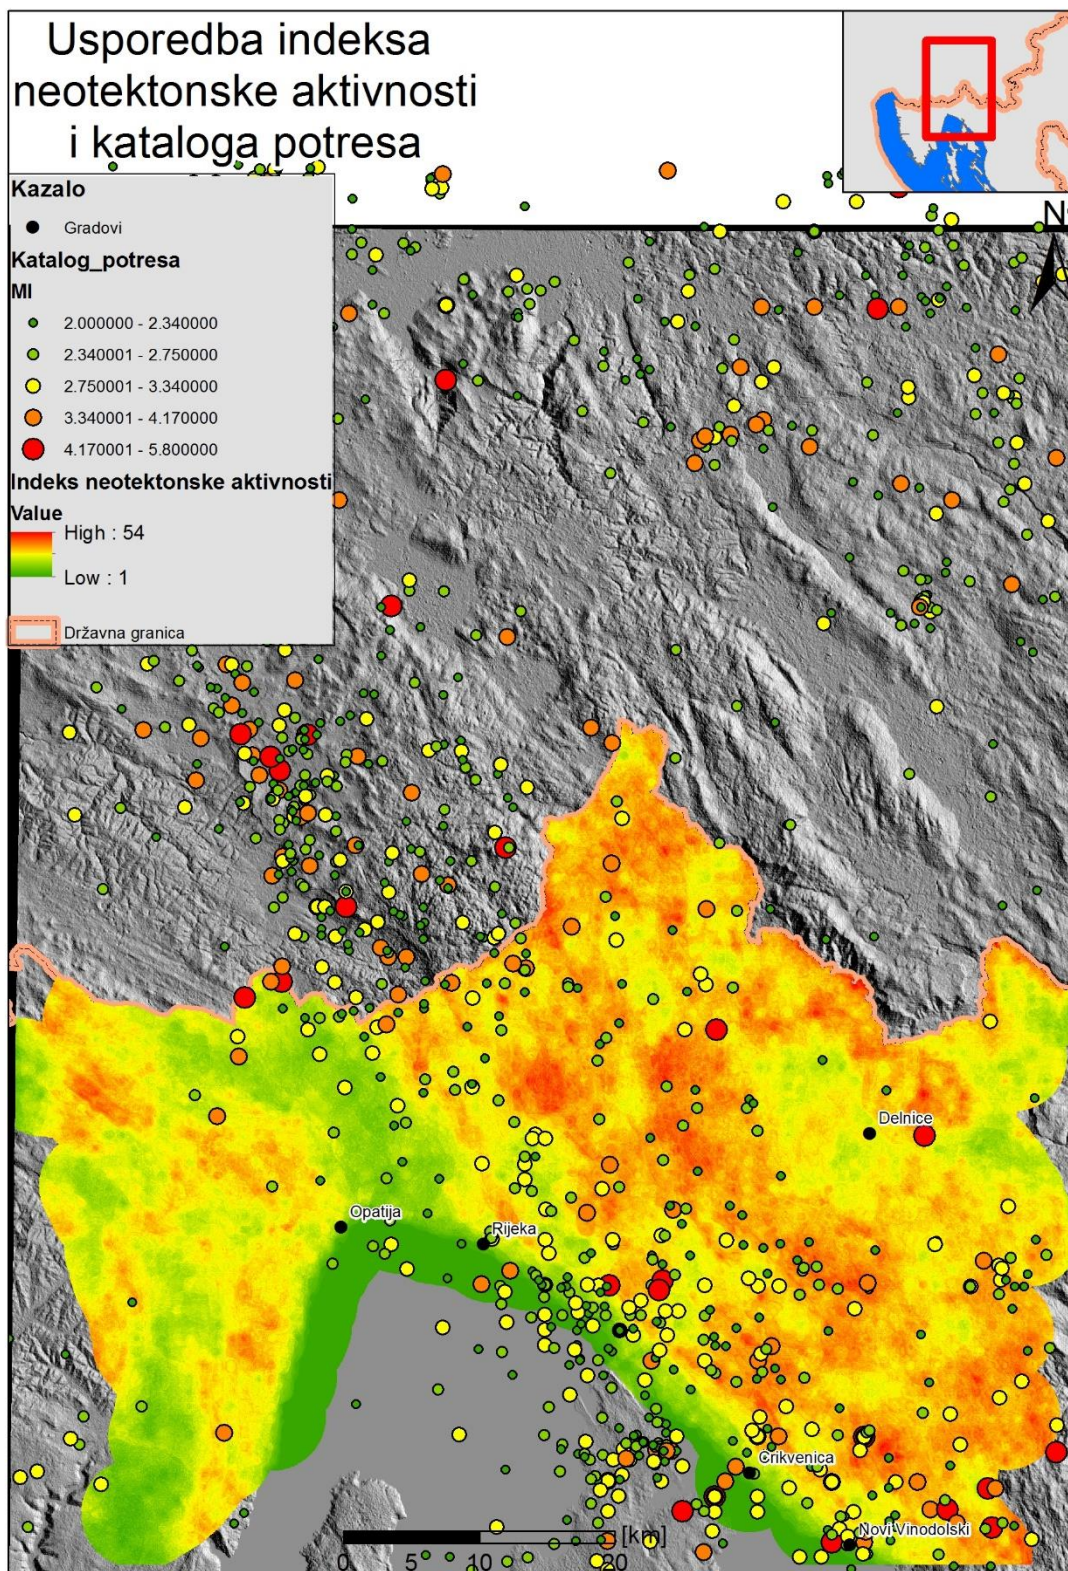 Usporedba indeksa
neotektonske aktivnosti
i kataloga potresa
N
Kazalo
Gradovi
Katalog_potresa
Ml
2.000000 - 2.340000
2.340001 - 2.750000
2.750001 - 3.340000
3.340001 - 4.170000
4.170001 - 5.800000
Indeks neotektonske aktivnosti
Value
High : 54
Low : 1
Državna granica
Delnice
Opatija
Rijeka
Crikvenica
Novi Vinodolski
[km]
0 5 10 20